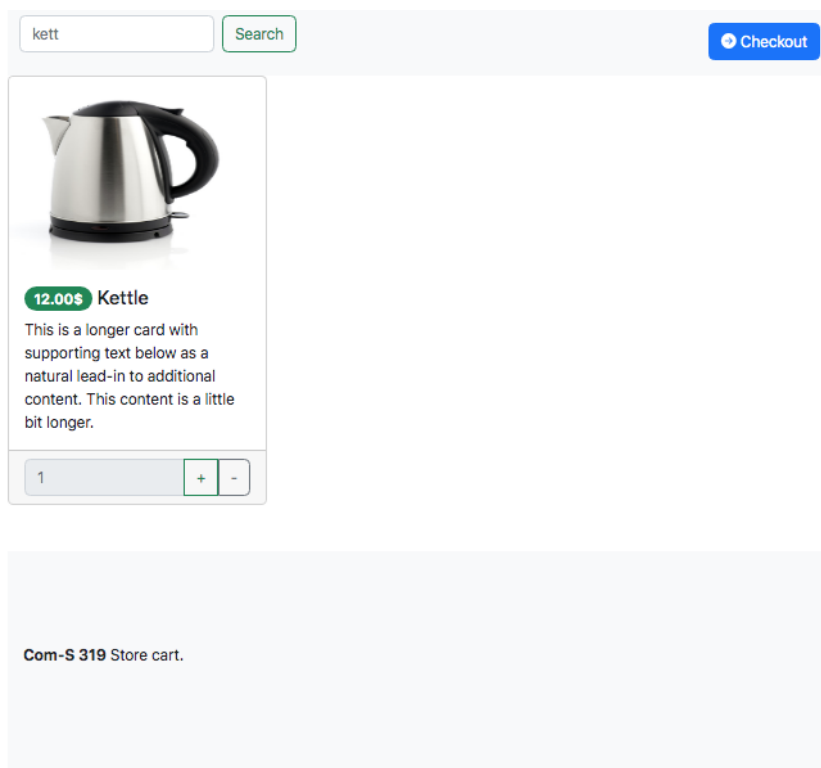 kett
Search
Checkout
12.00$ Kettle
This is a longer card with
supporting text below as a
natural lead-in to additional
content. This content is a little
bit longer.
1
+
-
Com-S 319 Store cart.